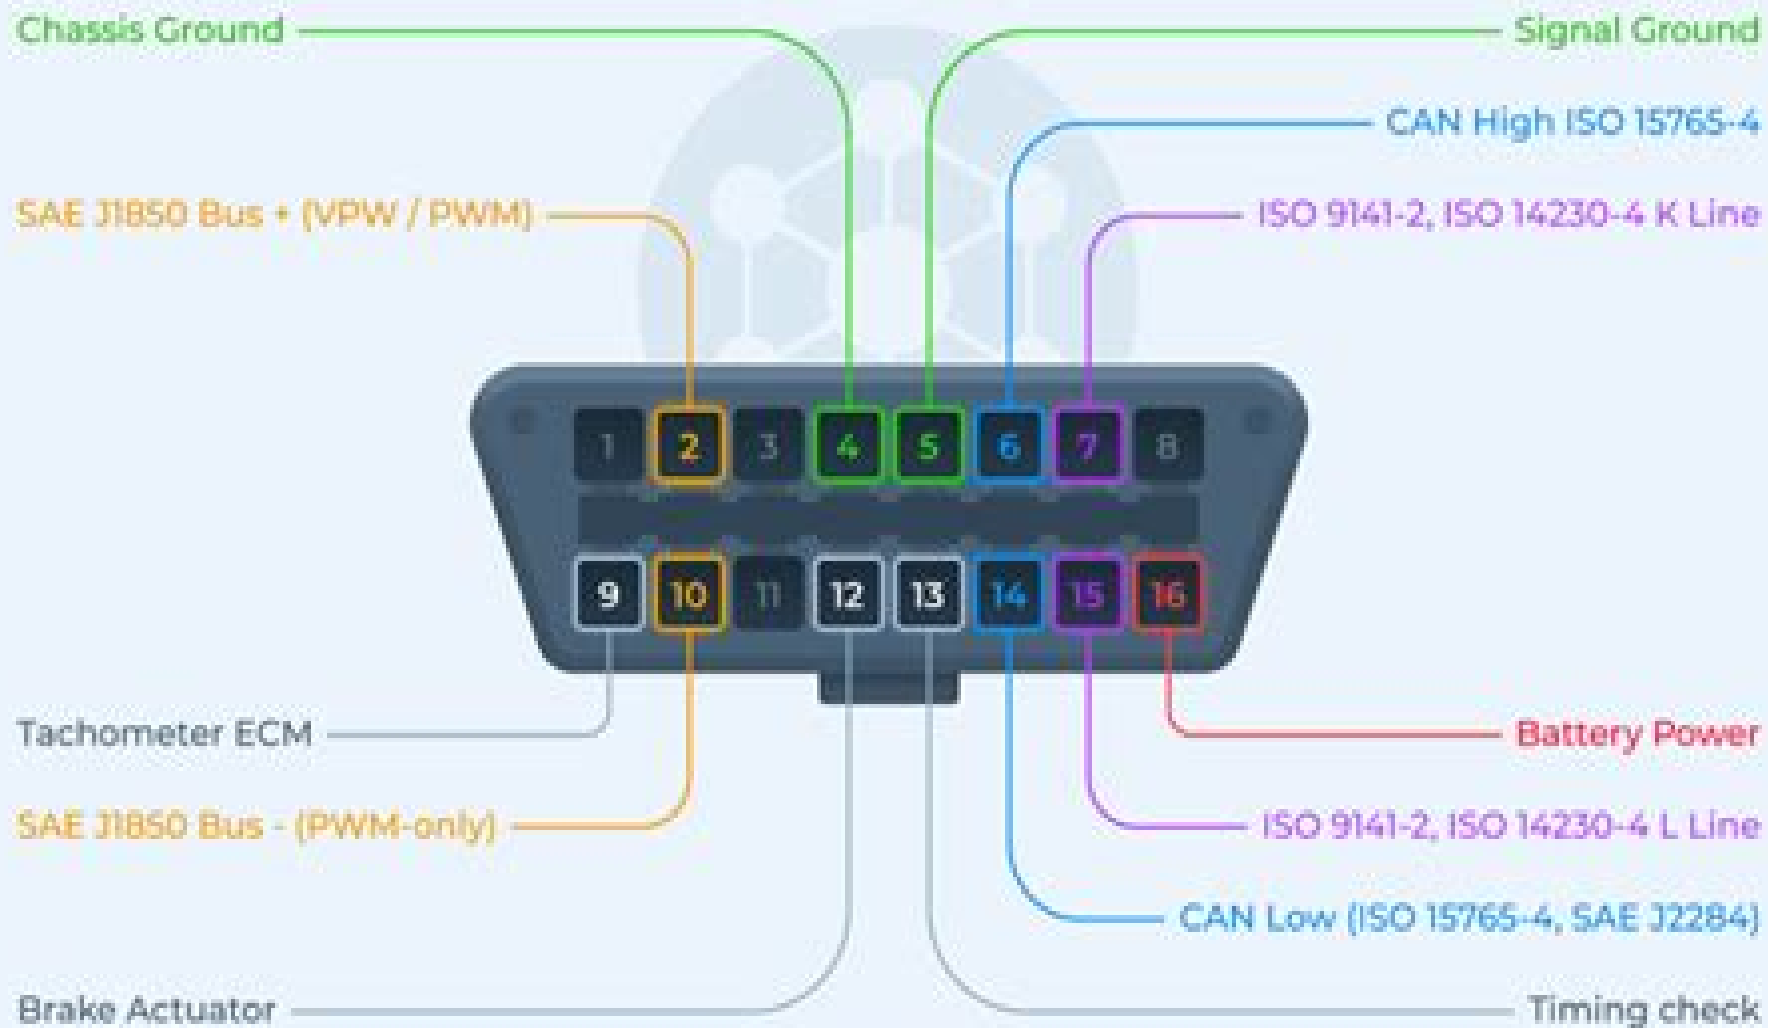 Chassis Ground
Signal Ground
CAN High ISO 15765-4
SAE J1850 Bus + (VPW / PWM)
ISO 9141-2, ISO 14230-4 K Line
1 2 3 4 5 6 7 8
9 10 11 12 13 14 15 16
Tachometer ECM
Battery Power
SAE J1850 Bus - (PWM-only)
ISO 9141-2, ISO 14230-4 L Line
CAN Low (ISO 15765-4, SAE J2284)
Brake Actuator
Timing check